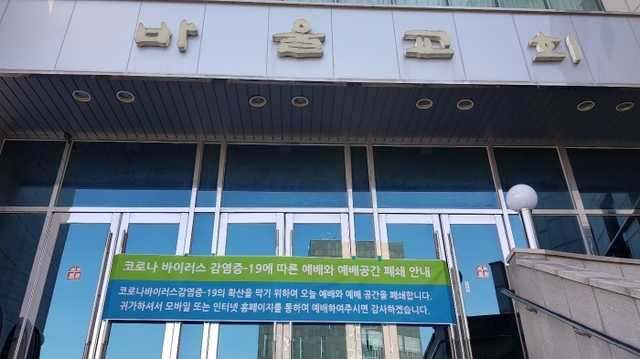 바울교회
코로나 바이러스 감염증-19에 따른 예배와 예배공간 폐쇄 안내
코로나바이러스감염증-19의 확산을 막기 위하여 오늘 예배와 예배 공간을 폐쇄합니다.
귀가하셔서 모바일 또는 인터넷 홈페이지를 통하여 예배하여주시면 감사하겠습니다.